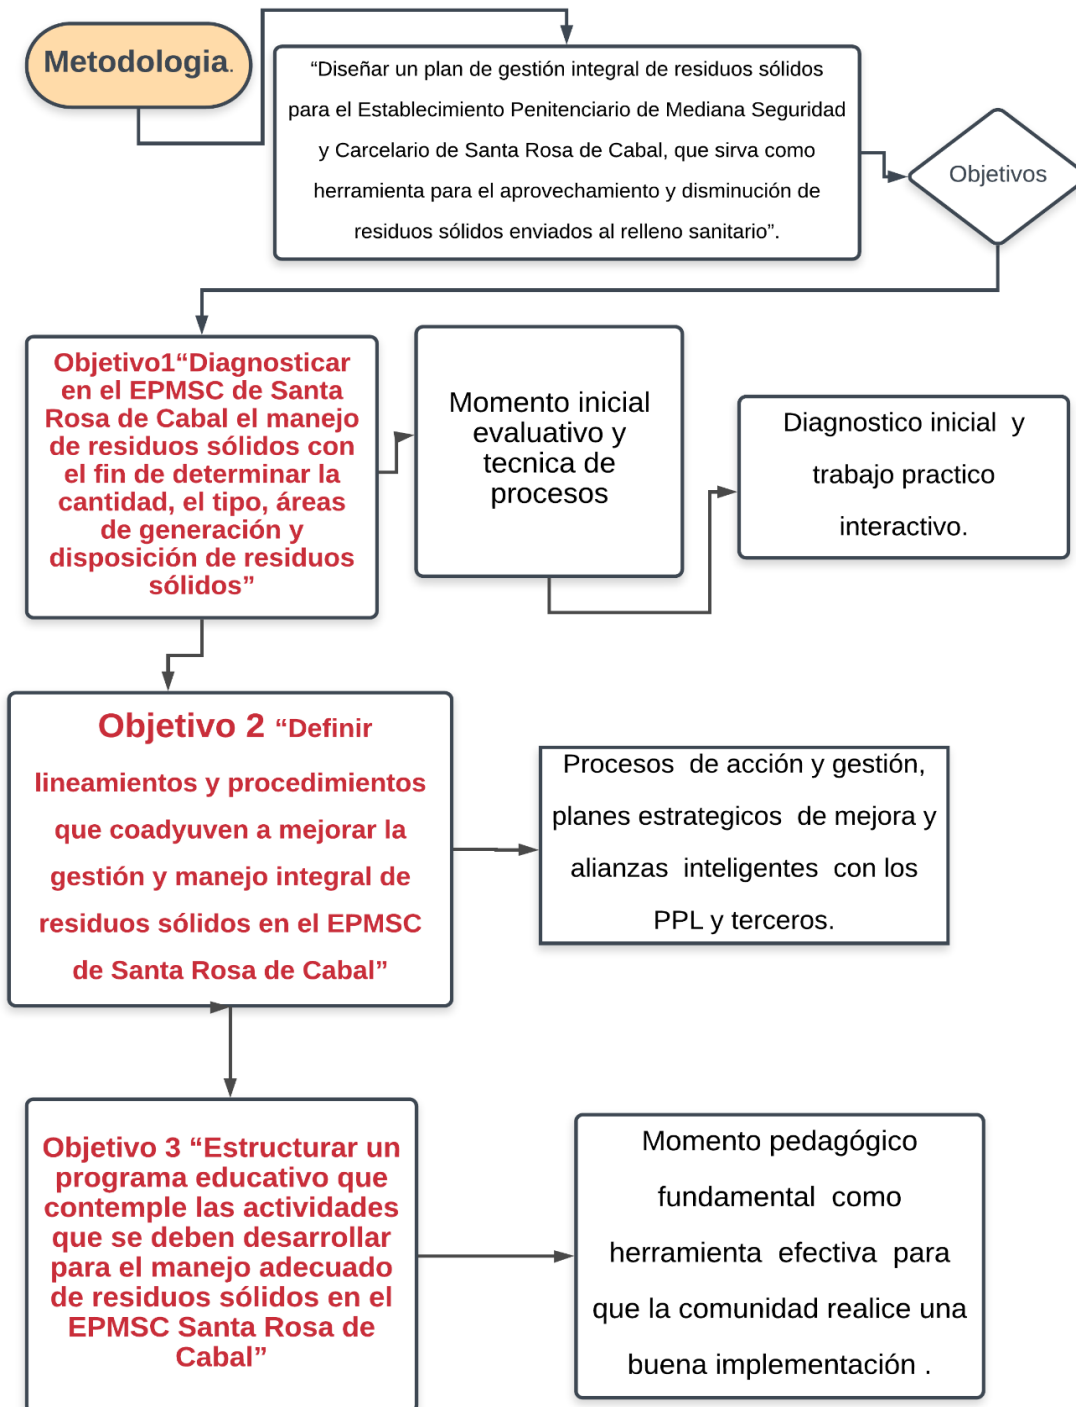 Metodologia.
“Diseñar un plan de gestión integral de residuos sólidos
para el Establecimiento Penitenciario de Mediana Seguridad
y Carcelario de Santa Rosa de Cabal, que sirva como
herramienta para el aprovechamiento y disminución de
residuos sólidos enviados al relleno sanitario”.
Objetivos
Objetivo1“Diagnosticar
en el EPMSC de Santa
Rosa de Cabal el manejo
de residuos sólidos con
el fin de determinar la
cantidad, el tipo, áreas
de generación y
disposición de residuos
sólidos”
Momento inicial
evaluativo y
tecnica de
procesos
Diagnostico inicial y
trabajo practico
interactivo.
Objetivo 2 “Definir
lineamientos y procedimientos
que coadyuven a mejorar la
gestión y manejo integral de
residuos sólidos en el EPMSC
de Santa Rosa de Cabal”
Procesos de acción y gestión,
planes estrategicos de mejora y
alianzas inteligentes con los
PPL y terceros.
Objetivo 3 “Estructurar un
programa educativo que
contemple las actividades
que se deben desarrollar
para el manejo adecuado
de residuos sólidos en el
EPMSC Santa Rosa de
Cabal”
Momento pedagógico
fundamental como
herramienta efectiva para
que la comunidad realice una
buena implementación .